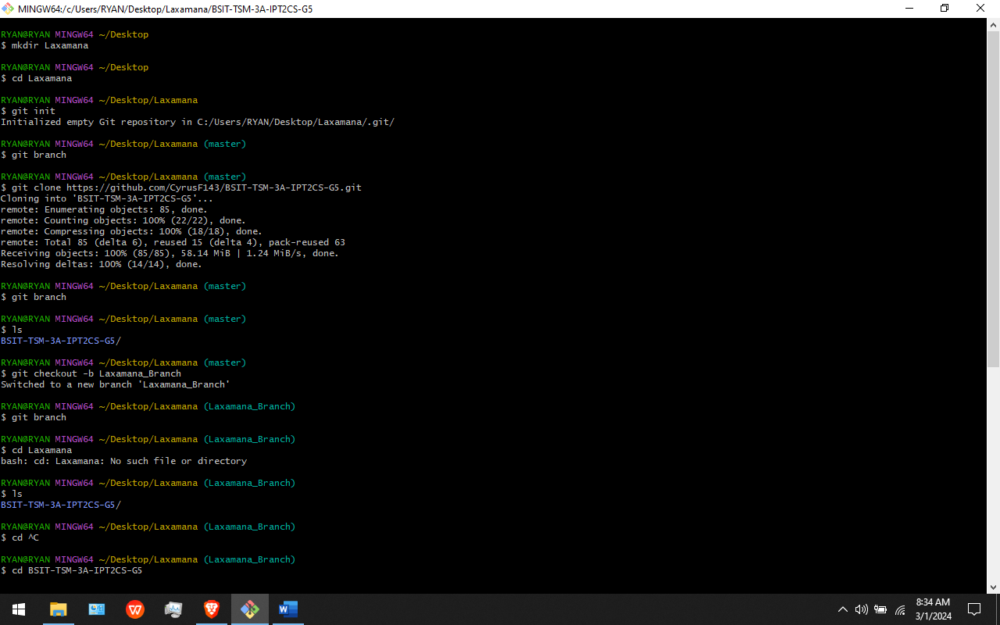 MINGW64:/c/Users/RYAN/Desktop/Laxamana/BSIT-TSM-3A-IPT2CS-G5
RYAN@RYAN MINGW64 ~/Desktop
$ mkdir Laxamana
RYAN@RYAN MINGW64 ~/Desktop
$ cd Laxamana
RYAN@RYAN MINGW64 ~/Desktop/Laxamana
$ git init
Initialized empty Git repository in C:/Users/RYAN/Desktop/Laxamana/.git/
RYAN@RYAN MINGW64 ~/Desktop/Laxamana (master)
$ git branch
RYAN@RYAN MINGW64 ~/Desktop/Laxamana (master)
$ git clone https://github.com/CyrusF143/BSIT-TSM-3A-IPT2CS-G5.git
Cloning into 'BSIT-TSM-3A-IPT2CS-G5'...
remote: Enumerating objects: 85, done.
remote: Counting objects: 100% (22/22), done.
remote: Compressing objects: 100% (18/18), done.
remote: Total 85 (delta 6), reused 15 (delta 4), pack-reused 63
Receiving objects: 100% (85/85), 58.14 MiB | 1.24 MiB/s, done.
Resolving deltas: 100% (14/14), done.
RYAN@RYAN MINGW64 ~/Desktop/Laxamana (master)
$ git branch
RYAN@RYAN MINGW64 ~/Desktop/Laxamana (master)
$ ls
BSIT-TSM-3A-IPT2CS-G5/
RYAN@RYAN MINGW64 ~/Desktop/Laxamana (master)
$ git checkout -b Laxamana_Branch
Switched to a new branch 'Laxamana_Branch'
RYAN@RYAN MINGW64 ~/Desktop/Laxamana (Laxamana_Branch)
$ git branch
RYAN@RYAN MINGW64 ~/Desktop/Laxamana (Laxamana_Branch)
$ cd Laxamana
bash: cd: Laxamana: No such file or directory
RYAN@RYAN MINGW64 ~/Desktop/Laxamana (Laxamana_Branch)
$ ls
BSIT-TSM-3A-IPT2CS-G5/
RYAN@RYAN MINGW64 ~/Desktop/Laxamana (Laxamana_Branch)
$ cd ^C
RYAN@RYAN MINGW64 ~/Desktop/Laxamana (Laxamana_Branch)
$ cd BSIT-TSM-3A-IPT2CS-G5
8:34 AM
3/1/2024